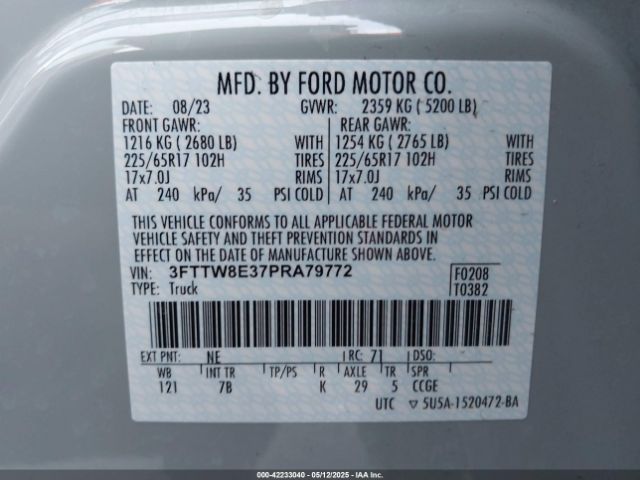 MFD. BY FORD MOTOR CO.
DATE: 08/23 GVWR: 2359 KG ( 5200 LB)
FRONT GAWR: REAR GAWR:
1216 KG ( 2680 LB) WITH 1254 KG ( 2765 LB) WITH
225/65R17 102H TIRES 225/65R17 102H TIRES
17x7.0J RIMS 17x7.0J RIMS
AT 240 kPa/ 35 PSI COLD AT 240 kPa/ 35 PSI COLD
THIS VEHICLE CONFORMS TO ALL APPLICABLE FEDERAL MOTOR
VEHICLE SAFETY AND THEFT PREVENTION STANDARDS IN
EFFECT ON THE DATE OF MANUFACTURE SHOWN ABOVE.
VIN: 3FTTW8E37PRA79772 F0208
TYPE: Truck T0382
EXT PNT: NE RC: 71 DSO:
WB INT TR TP/PS R AXLE TR SPR
121 7B K 29 5 CCGE
UTC ▽ 5U5A-1520472-BA
000-42233040 - 05/12/2025 - IAA, Inc.